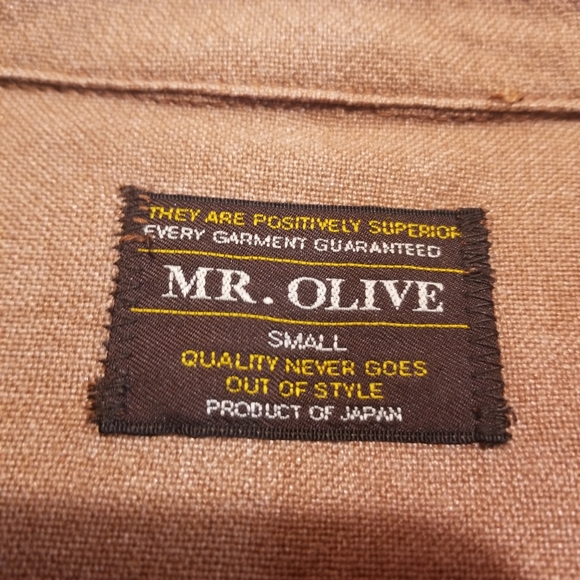 THEY ARE POSITIVELY SUPERIOR
EVERY GARMENT GUARANTEED
MR. OLIVE
SMALL
QUALITY NEVER GOES
OUT OF STYLE
PRODUCT OF JAPAN